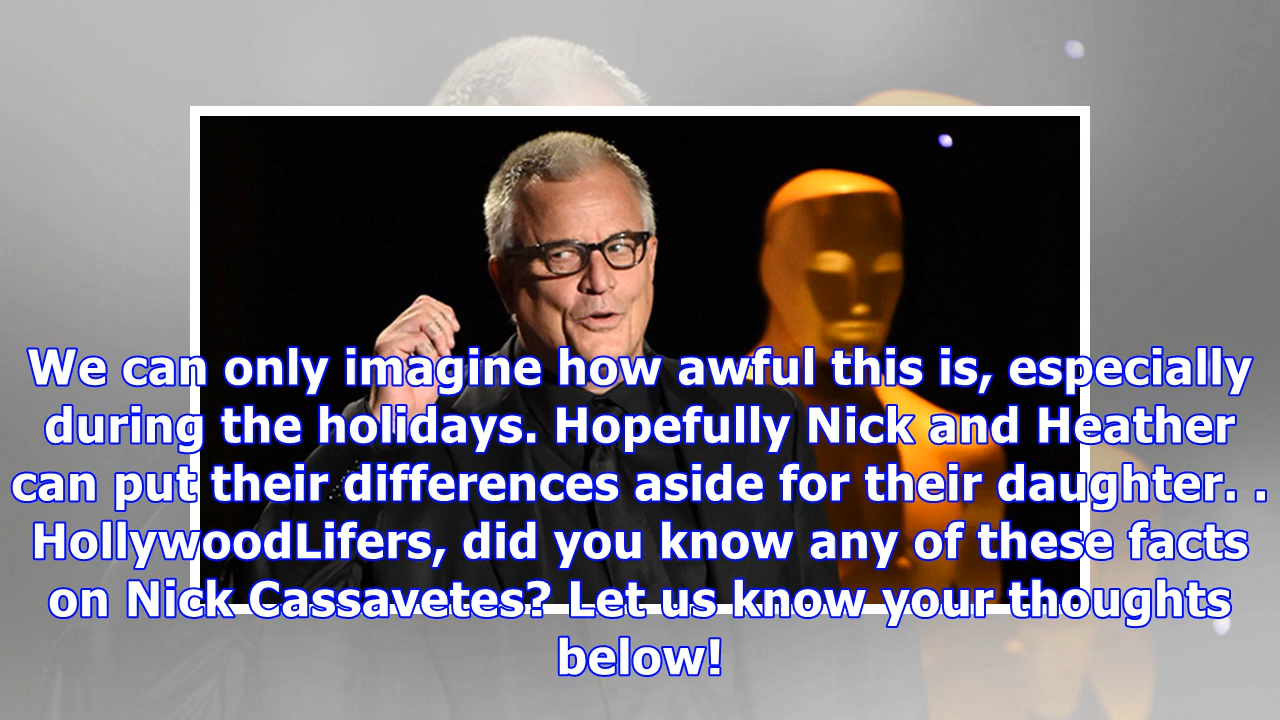 We can only imagine how awful this is, especially
during the holidays. Hopefully Nick and Heather
can put their differences aside for their daughter. .
HollywoodLifers, did you know any of these facts
on Nick Cassavetes? Let us know your thoughts
below!